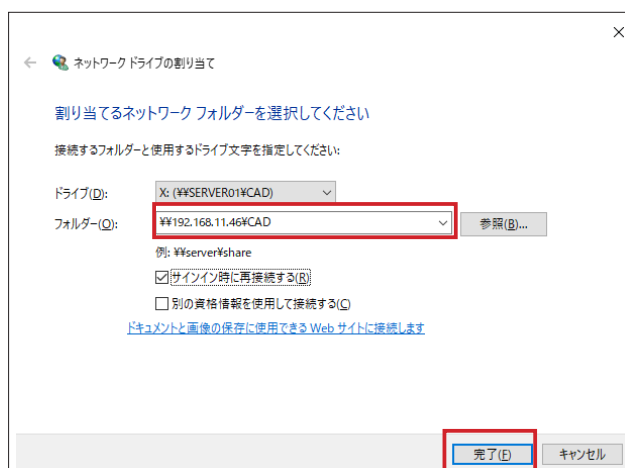 ネットワーク ドライブの割り当て
割り当てるネットワーク フォルダーを選択してください
接続するフォルダーと使用するドライブ文字を指定してください:
ドライブ(D): X: (¥¥SERVER01¥CAD)
フォルダー(O): ¥¥192.168.11.46¥CAD 参照(B)...
例: ¥¥server¥share
サインイン時に再接続する(R)
別の資格情報を使用して接続する(C)
ドキュメントと画像の保存に使用できる Web サイトに接続します
完了(F) キャンセル